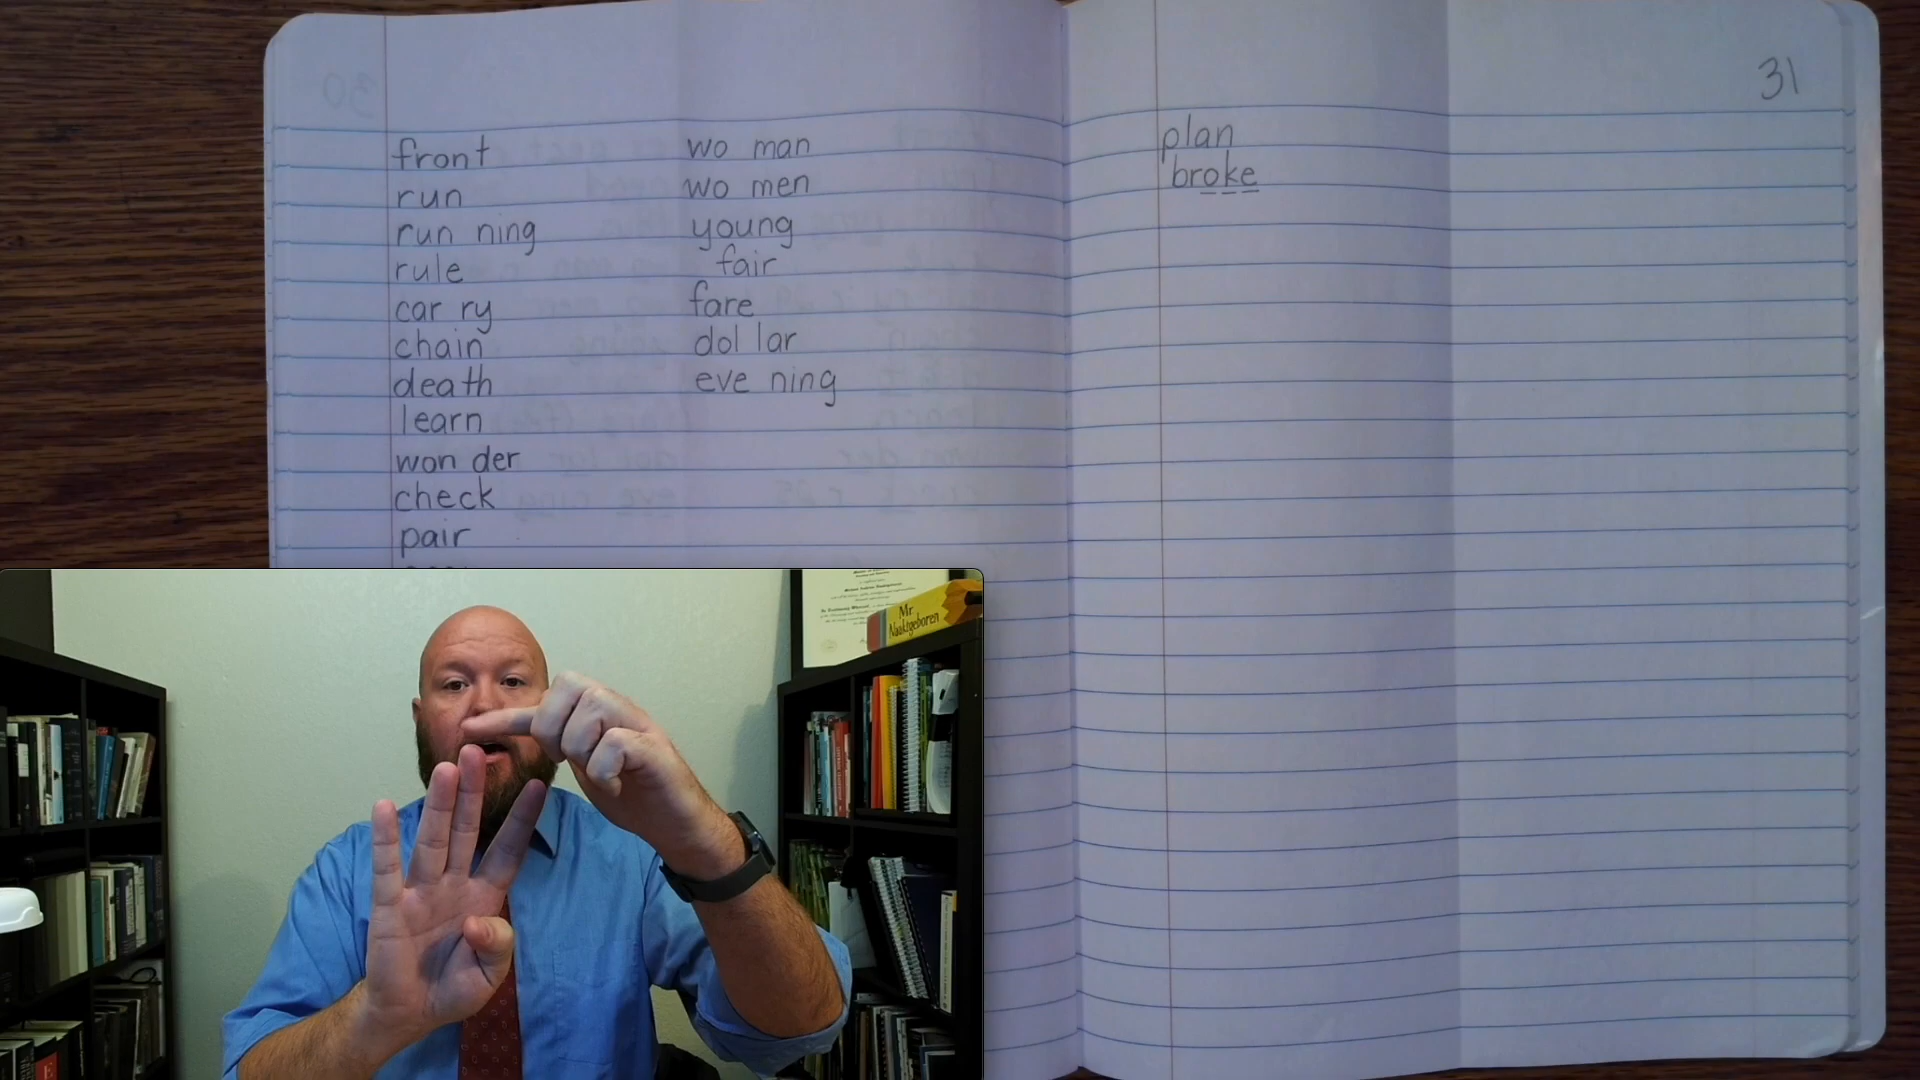 31
front
run
run ning
rule
car ry
chain
death
learn
won der
check
pair
wo man
wo men
young
fair
fare
dol lar
eve ning
plan
broke
Mr
Naaktgeboren